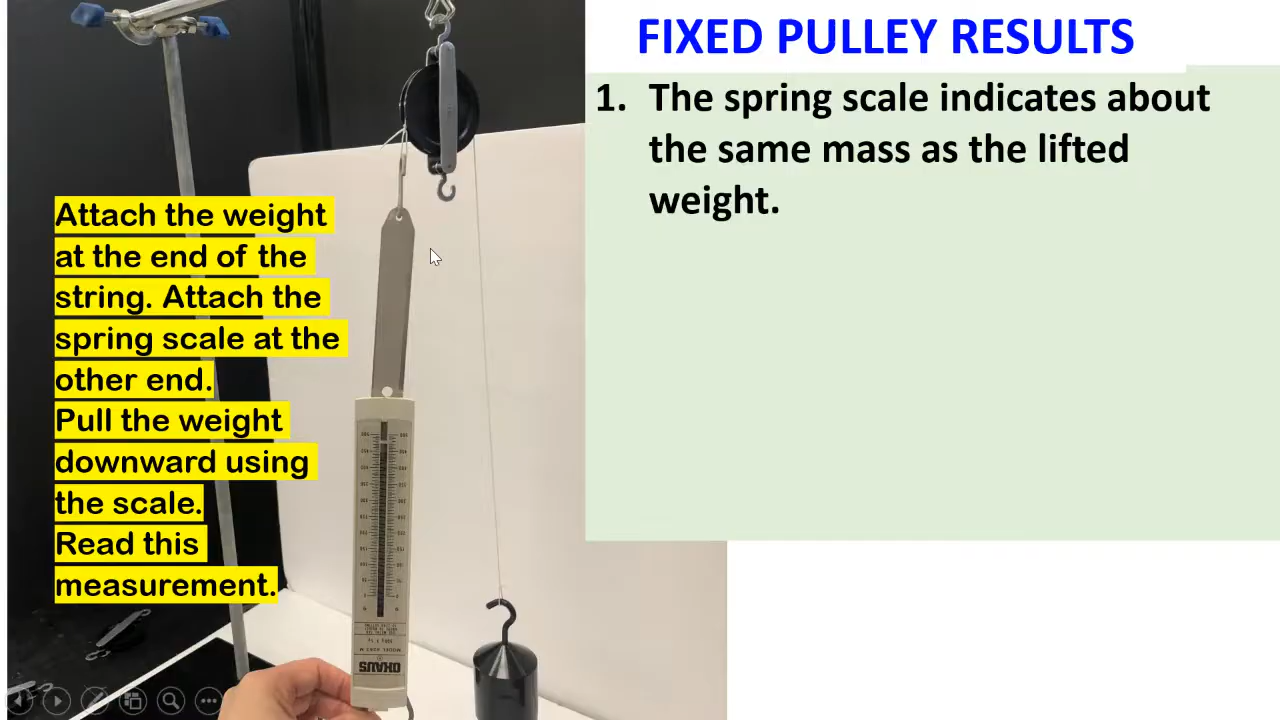 FIXED PULLEY RESULTS
1. The spring scale indicates about
the same mass as the lifted
weight.
Attach the weight
at the end of the
string. Attach the
spring scale at the
other end.
Pull the weight
downward using
the scale.
Read this
measurement.
OHAUS